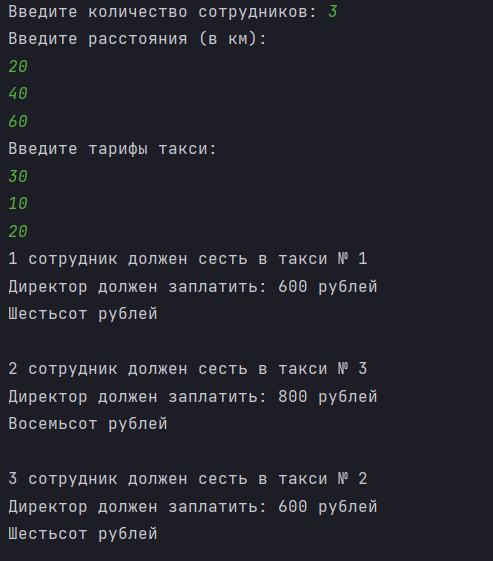 Введите количество сотрудников: 3
Введите расстояния (в км):
20
40
60
Введите тарифы такси:
30
10
20
1 сотрудник должен сесть в такси № 1
Директор должен заплатить: 600 рублей
Шестьсот рублей
2 сотрудник должен сесть в такси № 3
Директор должен заплатить: 800 рублей
Восемьсот рублей
3 сотрудник должен сесть в такси № 2
Директор должен заплатить: 600 рублей
Шестьсот рублей